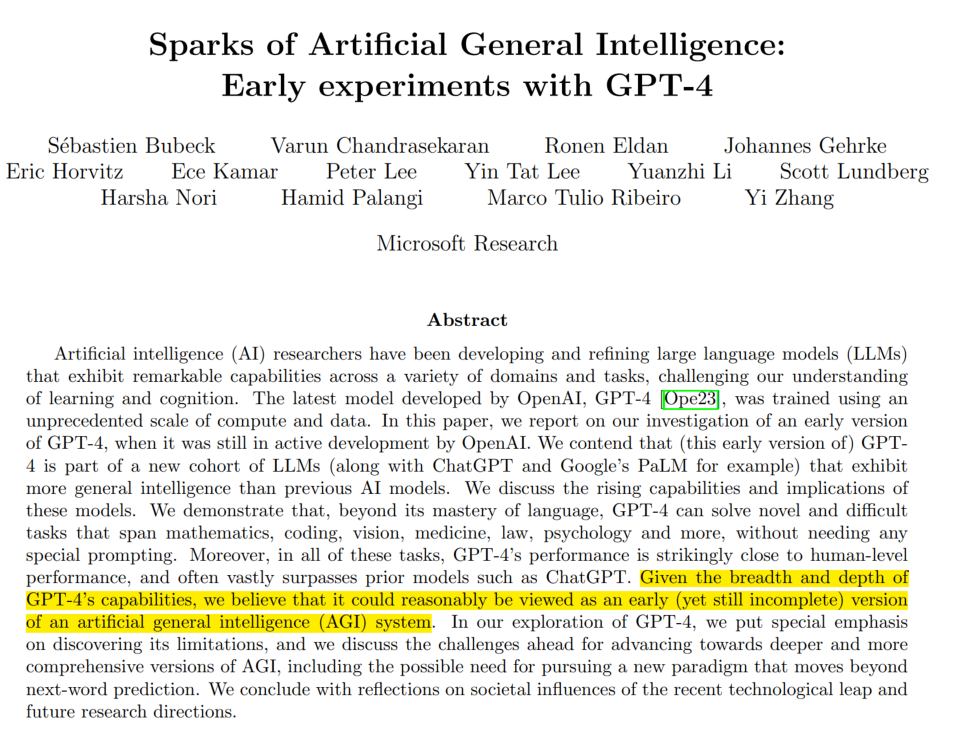 Sparks of Artificial General Intelligence:
Early experiments with GPT-4
Sébastien Bubeck Varun Chandrasekaran Ronen Eldan Johannes Gehrke
Eric Horvitz Ece Kamar Peter Lee Yin Tat Lee Yuanzhi Li Scott Lundberg
Harsha Nori Hamid Palangi Marco Tulio Ribeiro Yi Zhang
Microsoft Research
Abstract
Artificial intelligence (AI) researchers have been developing and refining large language models (LLMs)
that exhibit remarkable capabilities across a variety of domains and tasks, challenging our understanding
of learning and cognition. The latest model developed by OpenAI, GPT-4 [Ope23], was trained using an
unprecedented scale of compute and data. In this paper, we report on our investigation of an early version
of GPT-4, when it was still in active development by OpenAI. We contend that (this early version of) GPT-
4 is part of a new cohort of LLMs (along with ChatGPT and Google's PaLM for example) that exhibit
more general intelligence than previous AI models. We discuss the rising capabilities and implications of
these models. We demonstrate that, beyond its mastery of language, GPT-4 can solve novel and difficult
tasks that span mathematics, coding, vision, medicine, law, psychology and more, without needing any
special prompting. Moreover, in all of these tasks, GPT-4's performance is strikingly close to human-level
performance, and often vastly surpasses prior models such as ChatGPT. Given the breadth and depth of
GPT-4's capabilities, we believe that it could reasonably be viewed as an early (yet still incomplete) version
of an artificial general intelligence (AGI) system. In our exploration of GPT-4, we put special emphasis
on discovering its limitations, and we discuss the challenges ahead for advancing towards deeper and more
comprehensive versions of AGI, including the possible need for pursuing a new paradigm that moves beyond
next-word prediction. We conclude with reflections on societal influences of the recent technological leap and
future research directions.